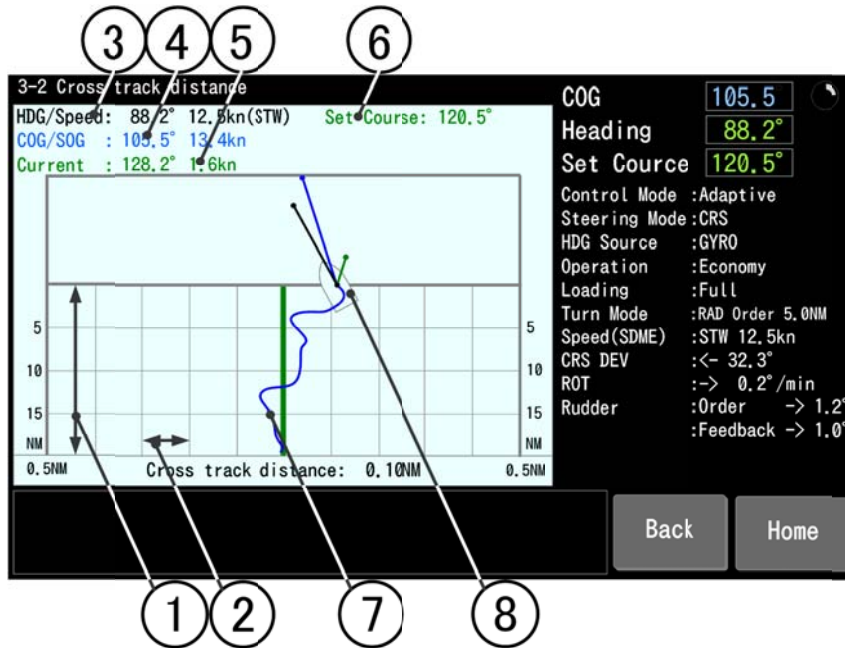 3 4 5 6
3-2 Cross track distance
HDG/Speed: 88.2° 12.5kn(STW) Set Course: 120.5°
COG/SOG : 105.5° 13.4kn
Current : 128.2° 1.6kn
5 5
10 10
15 15
NM NM
0.5NM Cross track distance: 0.10NM 0.5NM
COG 105.5
Heading 88.2°
Set Cource 120.5°
Control Mode :Adaptive
Steering Mode:CRS
HDG Source :GYRO
Operation :Economy
Loading :Full
Turn Mode :RAD Order 5.0NM
Speed(SDME) :STW 12.5kn
CRS DEV :<- 32.3°
ROT :-> 0.2°/min
Rudder :Order -> 1.2°
:Feedback -> 1.0°
Back Home
1 2 7 8